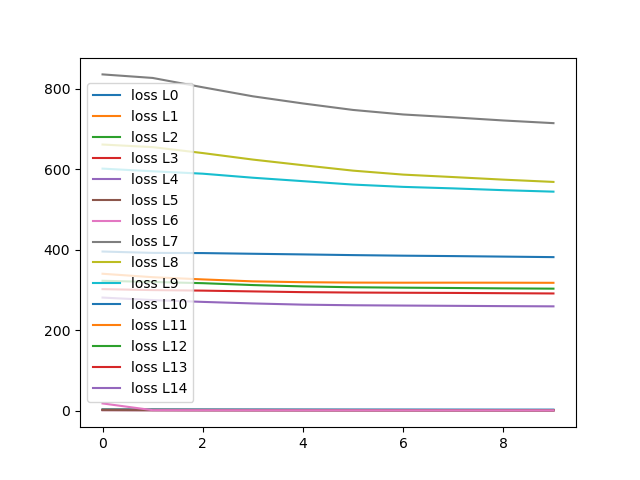 800
600
400
200
0
0
2
4
6
8
loss L0
loss L1
loss L2
loss L3
loss L4
loss L5
loss L6
loss L7
loss L8
loss L9
loss L10
loss L11
loss L12
loss L13
loss L14